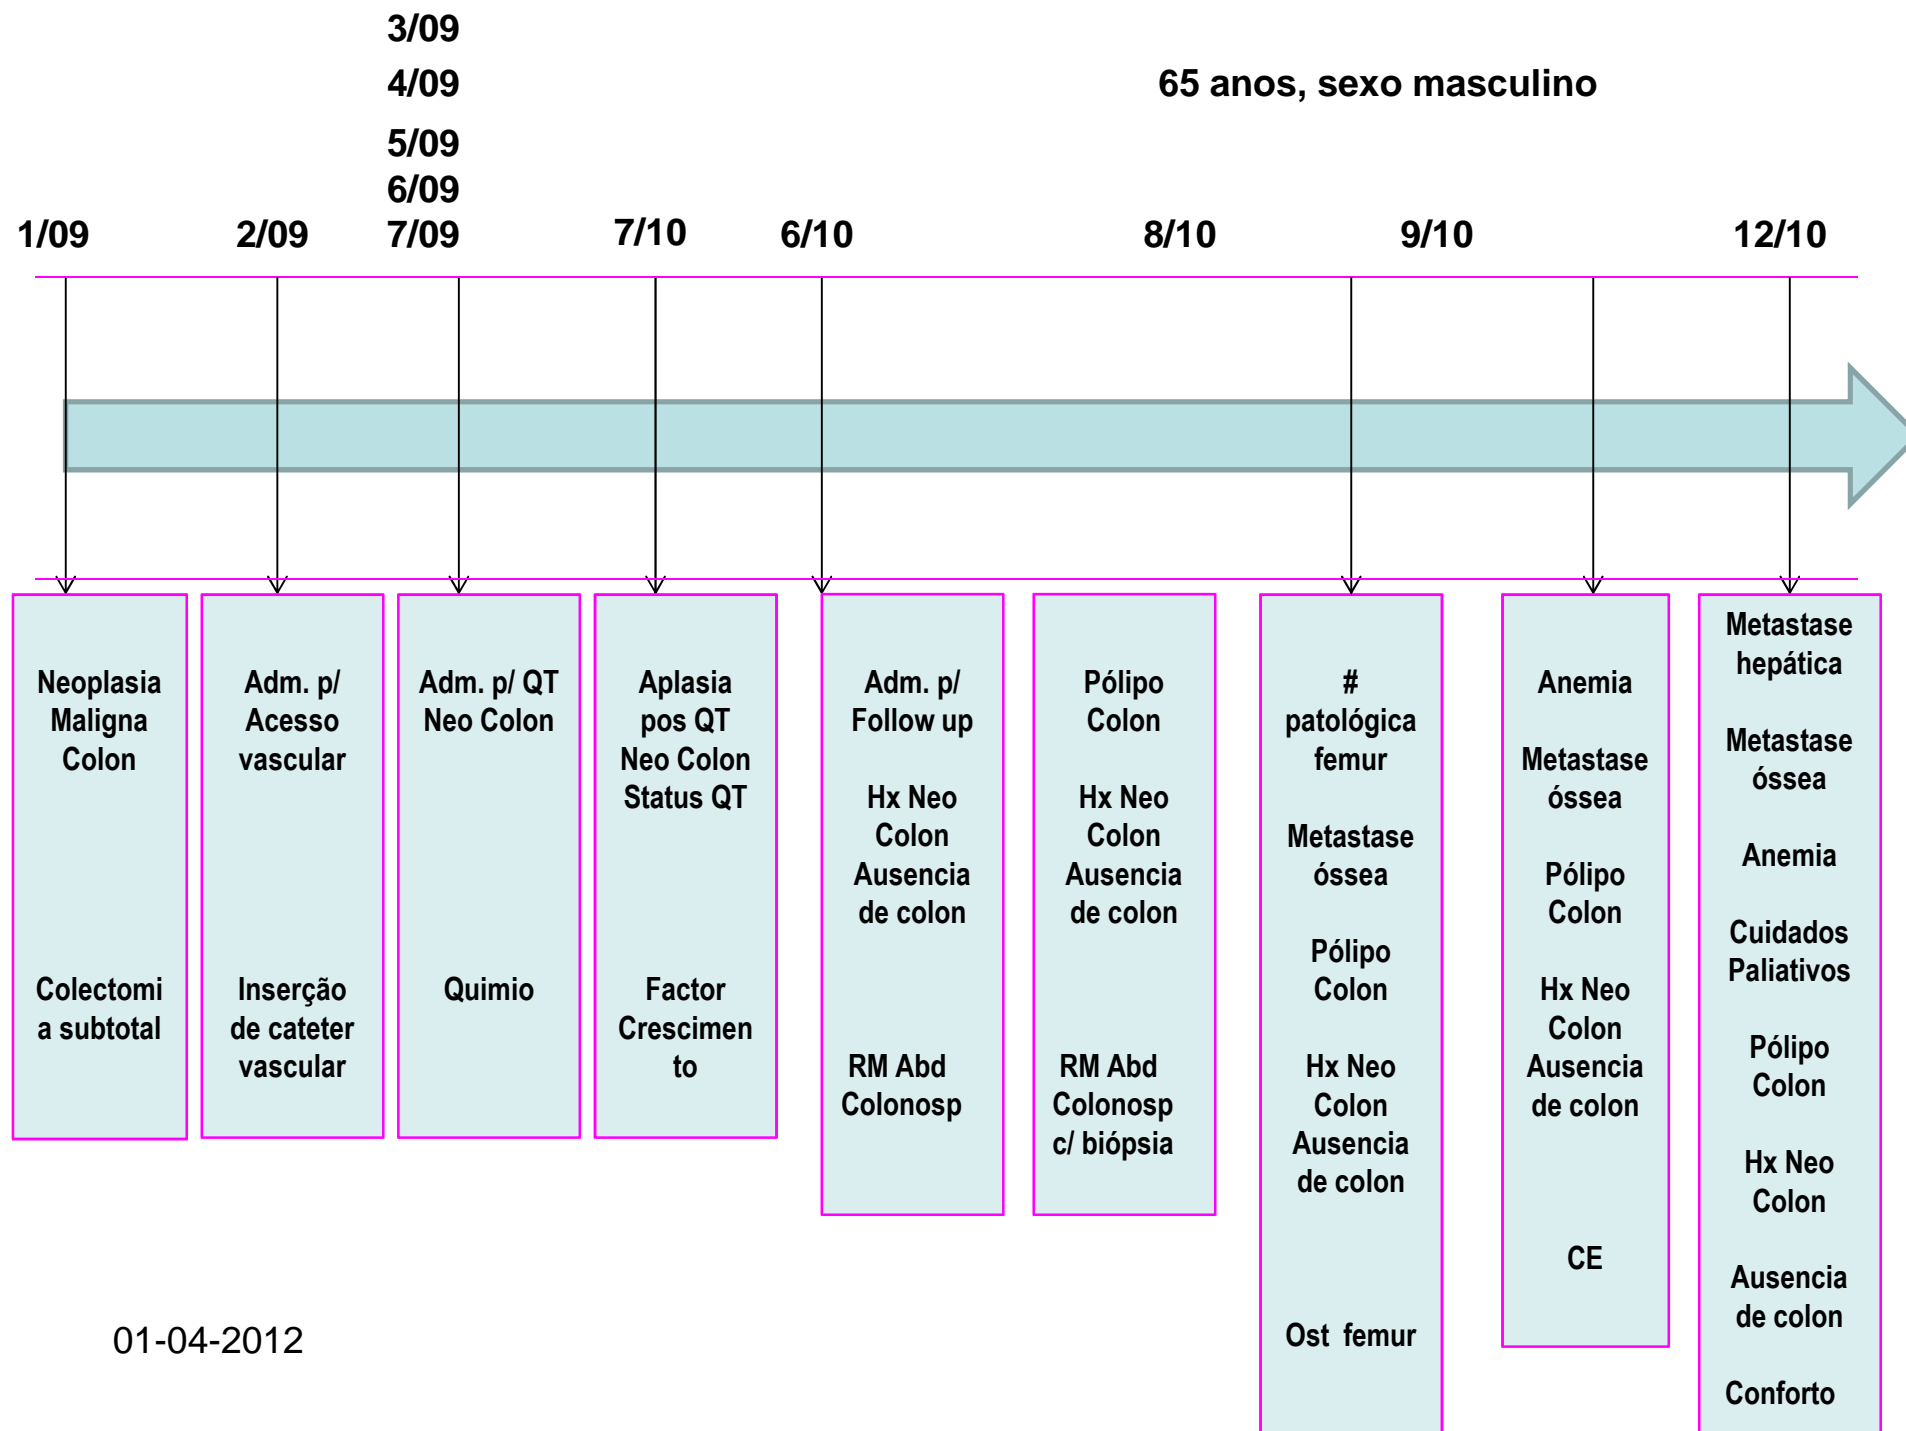 3/09
4/09
65 anos, sexo masculino
5/09
6/09
1/09
2/09
7/09
7/10
6/10
8/10
9/10
12/10
Neoplasia
Maligna
Colon
Colectomi
a subtotal
Adm. p/
Acesso
vascular
Inserção
de cateter
vascular
Adm. p/ QT
Neo Colon
Quimio
Aplasia
pos QT
Neo Colon
Status QT
Factor
Crescimen
to
Adm. p/
Follow up
Hx Neo
Colon
Ausencia
de colon
RM Abd
Colonosp
Pólipo
Colon
Hx Neo
Colon
Ausencia
de colon
RM Abd
Colonosp
c/ biópsia
#
patológica
femur
Metastase
óssea
Pólipo
Colon
Hx Neo
Colon
Ausencia
de colon
Ost femur
Anemia
Metastase
óssea
Pólipo
Colon
Hx Neo
Colon
Ausencia
de colon
CE
Metastase
hepática
Metastase
óssea
Anemia
Cuidados
Paliativos
Pólipo
Colon
Hx Neo
Colon
Ausencia
de colon
Conforto
01-04-2012